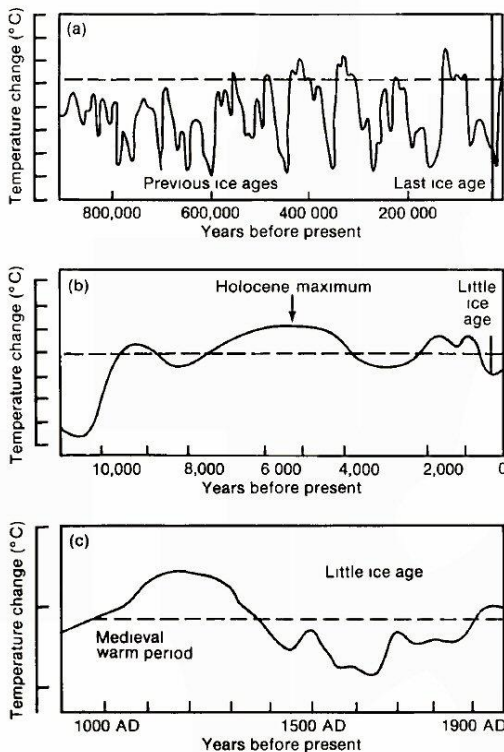 (a)
Temperature change (°C)
Previous ice ages
Last ice age
800,000 600,000 400,000 200,000
Years before present
(b)
Temperature change (°C)
Holocene maximum
Little
ice
age
10,000 8,000 6 000 4,000 2,000 0
Years before present
(c)
Temperature change (°C)
Little ice age
Medieval
warm period
1000 AD 1500 AD 1900 AD
Years before present